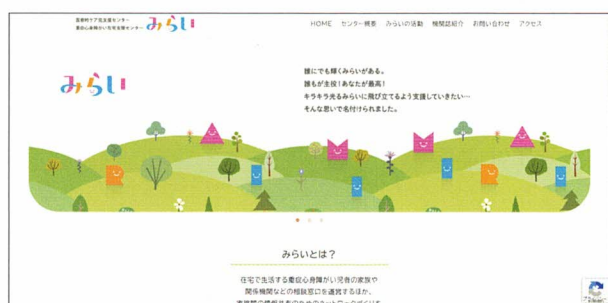 医療的ケア児支援センター
重症心身障がい児者支援センター
みらい
HOME センター概要 みらいの活動 機関誌紹介 お問い合わせ アクセス
みらい
誰にでも輝くみらいがある。
誰もが主役！あなたが最高！
キラキラ光るみらいに飛び立てるよう支援していきたい…
そんな思いで名付けられました。
みらいとは？
在宅で生活する重症心身障がい児者の家族や
関係機関などの相談窓口を運営するほか、